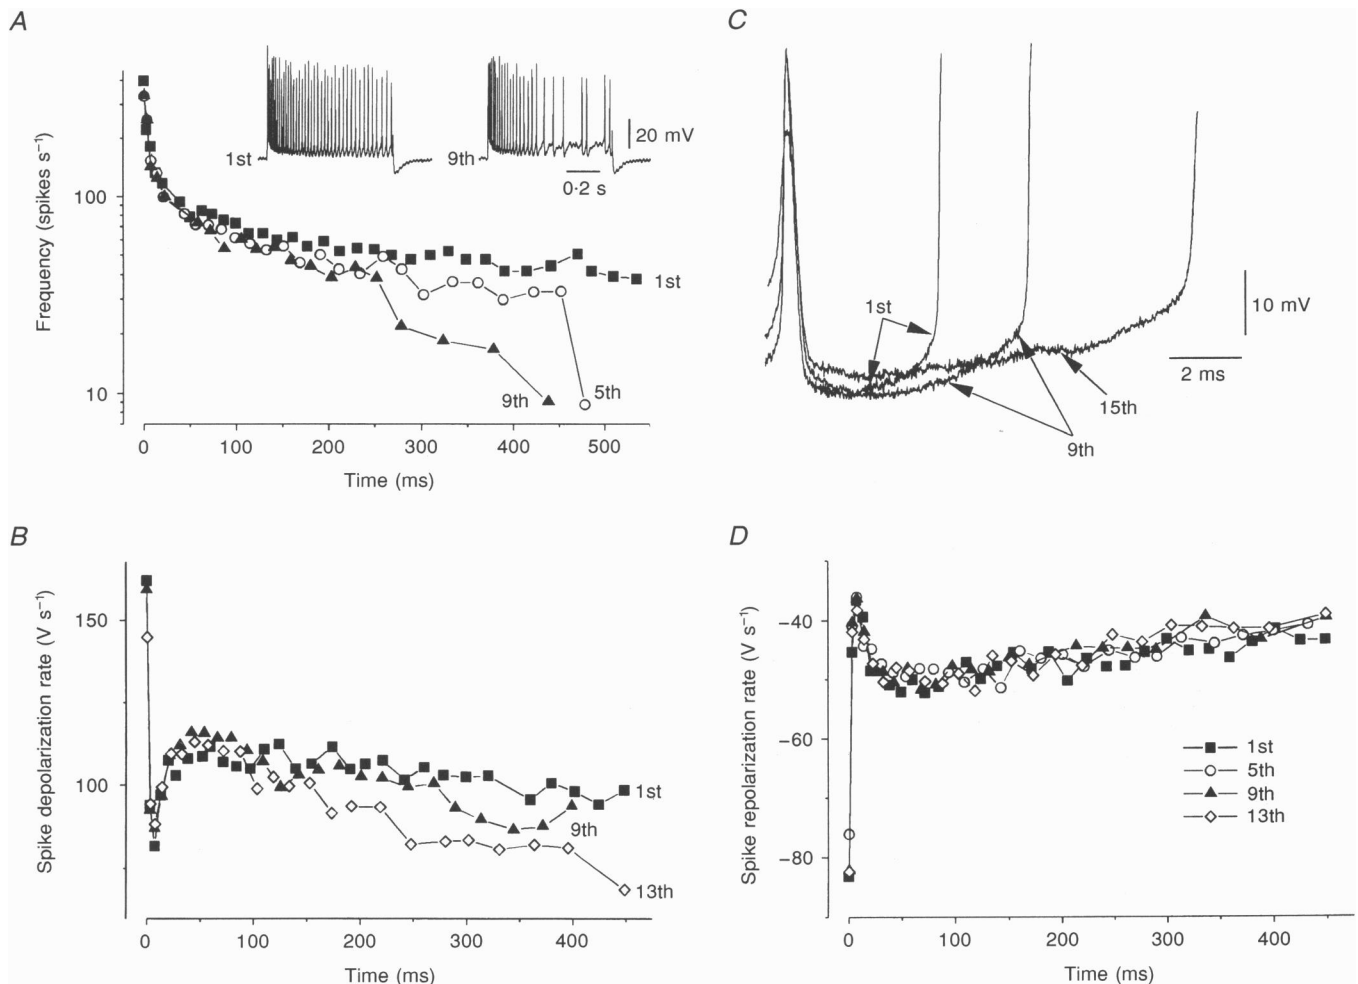 A
Frequency (spikes s⁻¹)
100
10
1st
9th
20 mV
0·2 s
1st
5th
9th
0
100
200
300
400
500
Time (ms)
C
1st
10 mV
2 ms
15th
9th
B
Spike depolarization rate (V s⁻¹)
150
100
1st
9th
13th
0
100
200
300
400
Time (ms)
D
Spike repolarization rate (V s⁻¹)
−40
−60
−80
1st
5th
9th
13th
0
100
200
300
400
Time (ms)